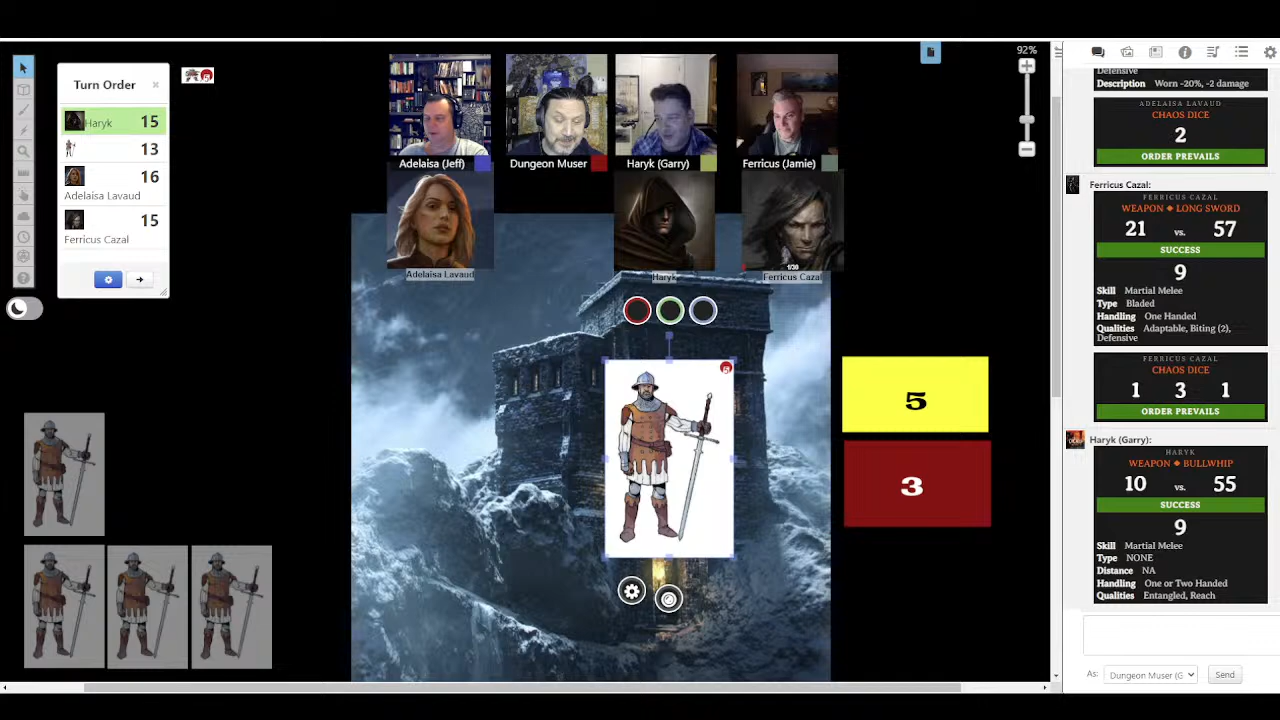 Turn Order ×
Haryk 15
13
16
Adelaisa Lavaud
15
Ferricus Cazal
Adelaisa (Jeff)
Dungeon Muser
Haryk (Garry)
Ferricus (Jamie)
Adelaisa Lavaud
Haryk
1/30
Ferricus Cazal
92%
5
3
Defensive
Description Worn -20%, -2 damage
ADELAISA LAVAUD
CHAOS DICE
2
ORDER PREVAILS
Ferricus Cazal:
FERRICUS CAZAL
WEAPON ◆ LONG SWORD
21 vs. 57
SUCCESS
9
Skill Martial Melee
Type Bladed
Handling One Handed
Qualities Adaptable, Biting (2),
Defensive
FERRICUS CAZAL
CHAOS DICE
1 3 1
ORDER PREVAILS
Haryk (Garry):
HARYK
WEAPON ◆ BULLWHIP
10 vs. 55
SUCCESS
9
Skill Martial Melee
Type NONE
Distance NA
Handling One or Two Handed
Qualities Entangled, Reach
As: Dungeon Muser (G Send